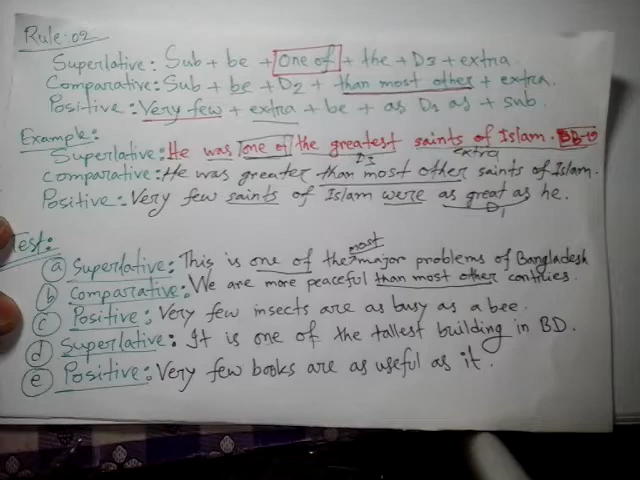 Rule:02
Superlative: Sub + be + one of + the + D3 + extra
Comparative: Sub + be + D2 + than most other + extra.
Positive: Very few + extra + be + as D1 as + sub.
Example:
Superlative: He was one of the greatest saints of Islam.
D3 extra
Comparative: He was greater than most other saints of Islam.
Positive: Very few saints of Islam were as great as he.
D1
Test:
most
a Superlative: This is one of the major problems of Bangladesh
b Comparative: We are more peaceful than most other contries.
c Positive: Very few insects are as busy as a bee.
d Superlative: It is one of the tallest building in BD.
e Positive: Very few books are as useful as it.